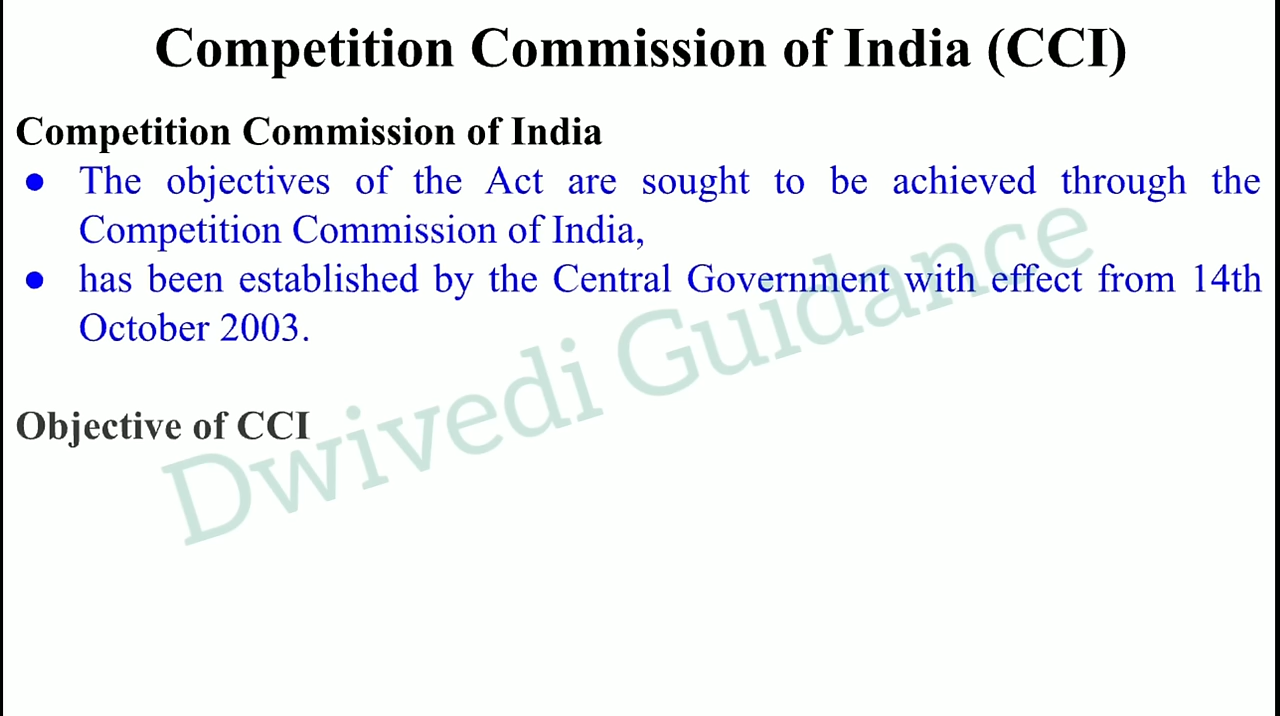 Competition Commission of India (CCI)
Competition Commission of India
● The objectives of the Act are sought to be achieved through the
Competition Commission of India,
● has been established by the Central Government with effect from 14th
October 2003.
Objective of CCI
Dwivedi Guidance